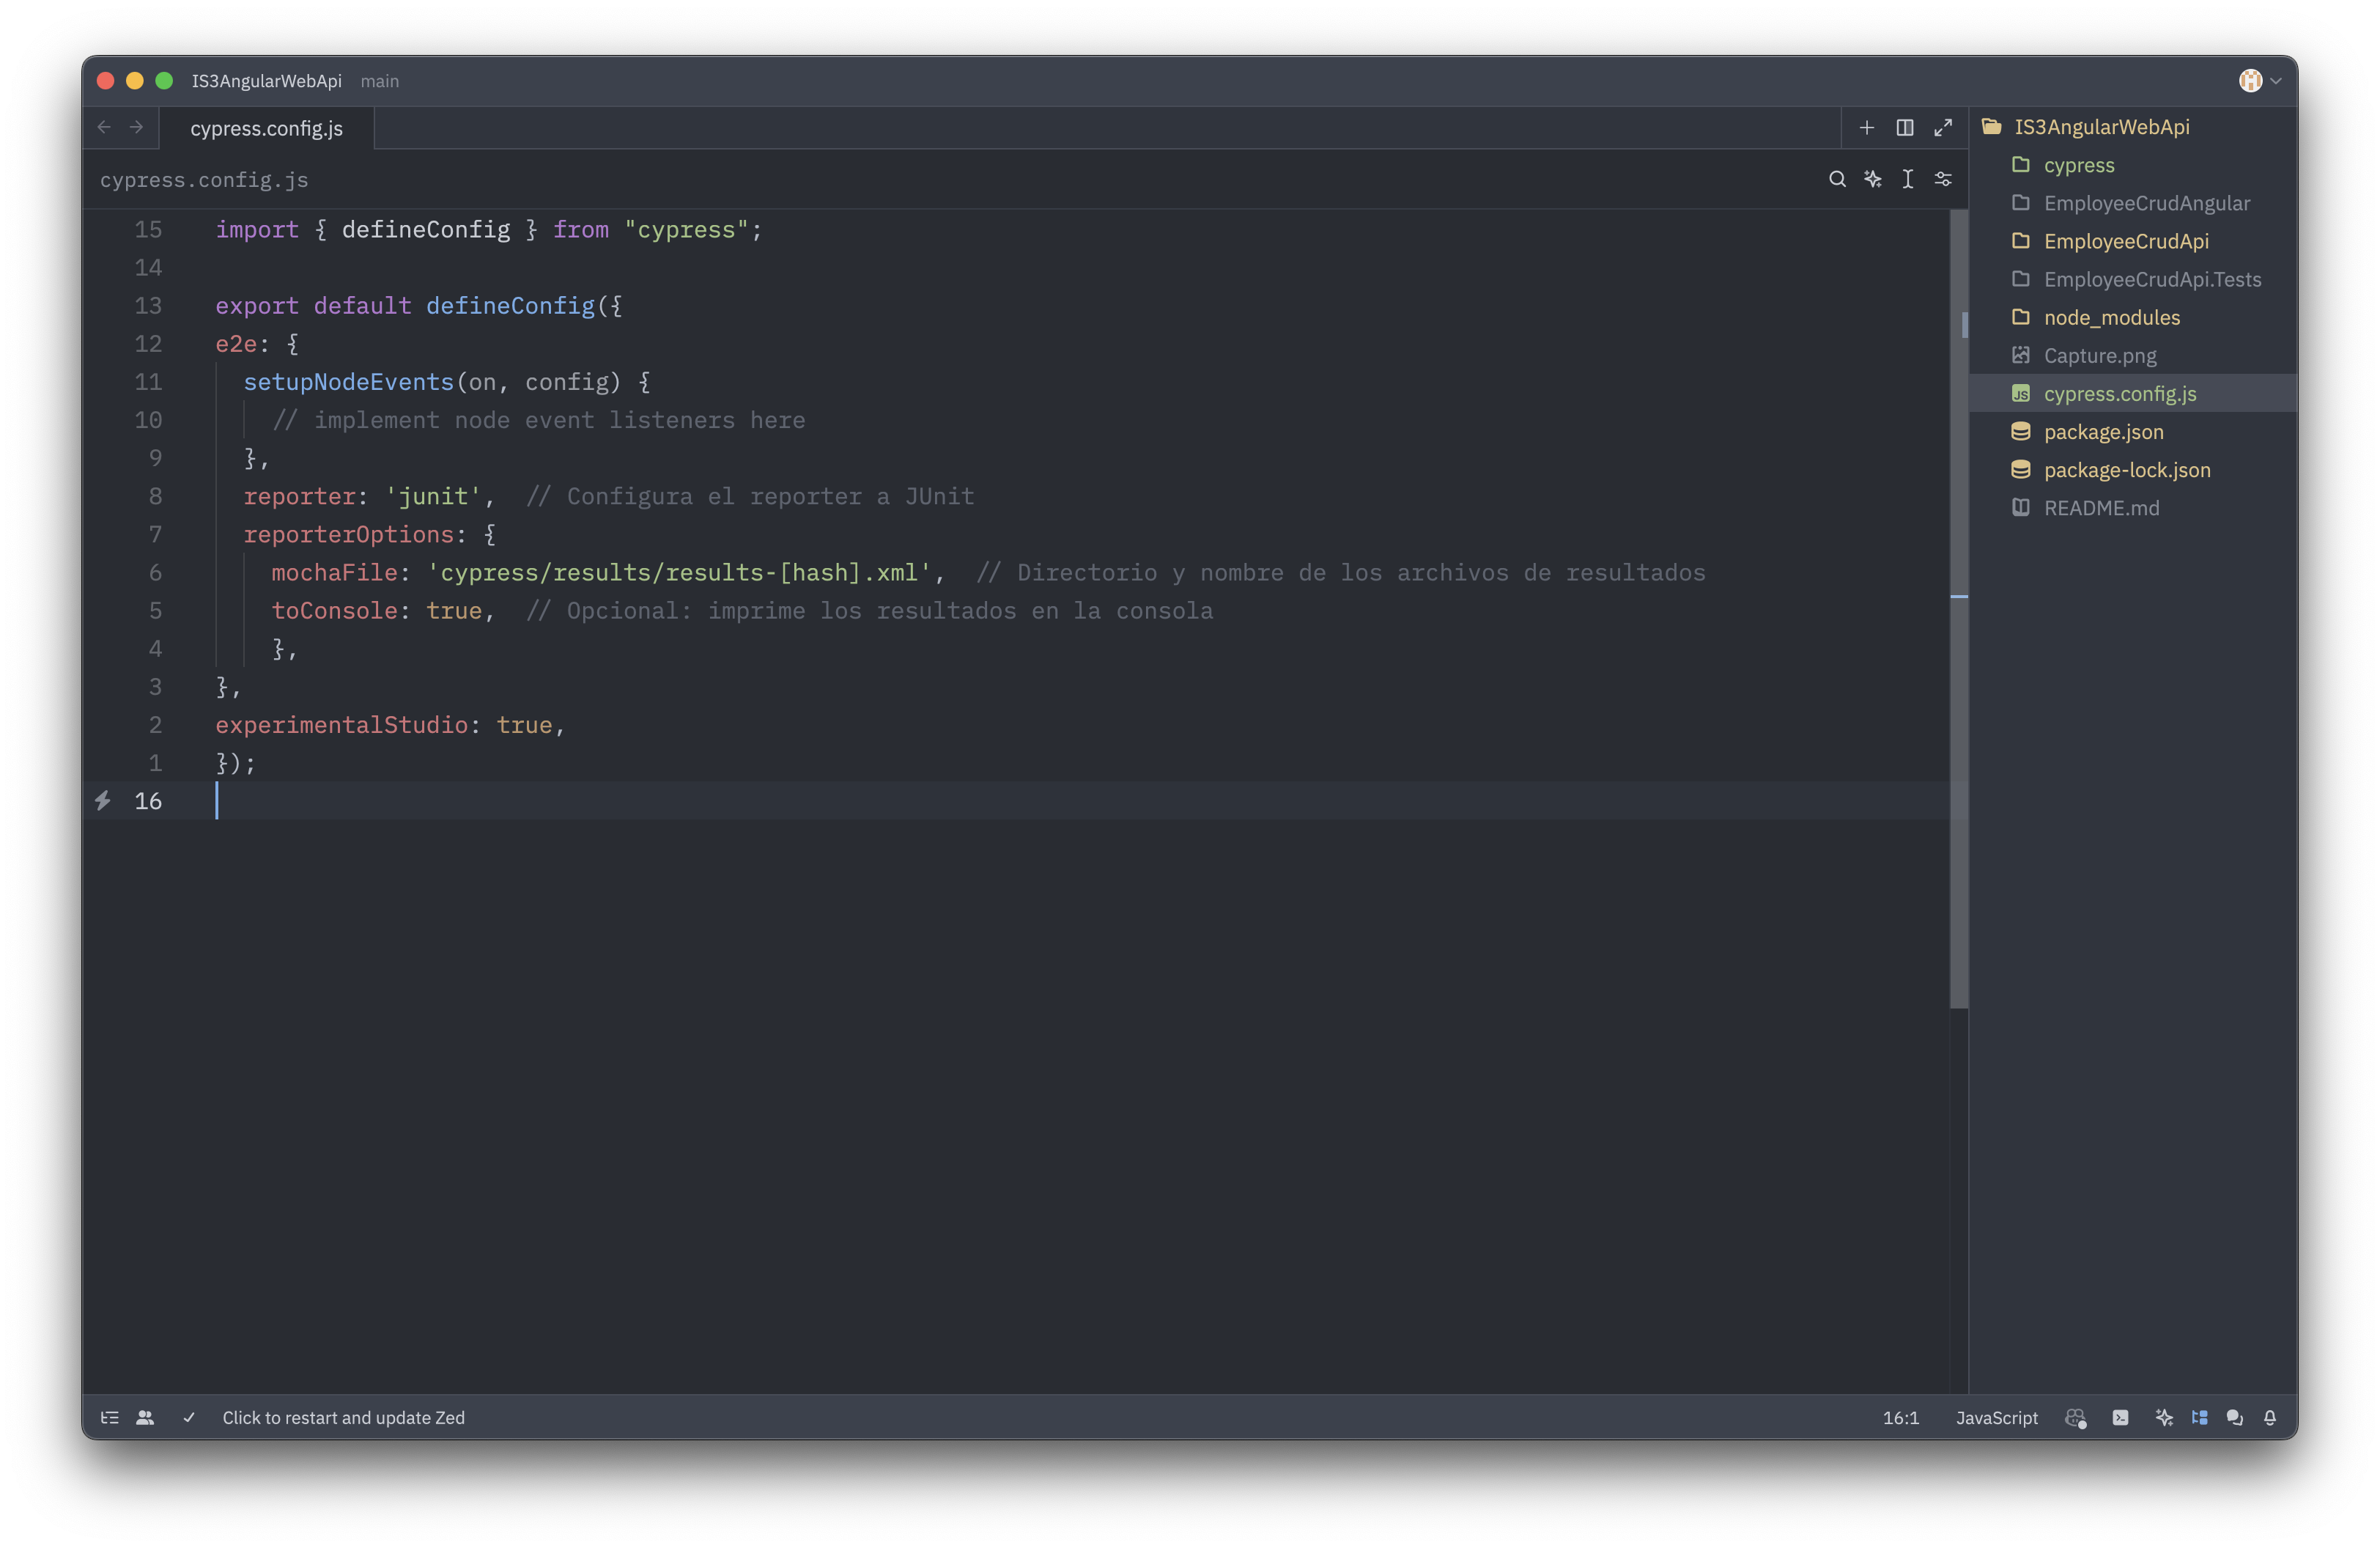 IS3AngularWebApi main
cypress.config.js
cypress.config.js
15 import { defineConfig } from "cypress";
14
13 export default defineConfig({
12 e2e: {
11 setupNodeEvents(on, config) {
10 // implement node event listeners here
9 },
8 reporter: 'junit', // Configura el reporter a JUnit
7 reporterOptions: {
6 mochaFile: 'cypress/results/results-[hash].xml', // Directorio y nombre de los archivos de resultados
5 toConsole: true, // Opcional: imprime los resultados en la consola
4 },
3 },
2 experimentalStudio: true,
1 });
16
IS3AngularWebApi
cypress
EmployeeCrudAngular
EmployeeCrudApi
EmployeeCrudApi.Tests
node_modules
Capture.png
JS cypress.config.js
package.json
package-lock.json
README.md
Click to restart and update Zed
16:1 JavaScript